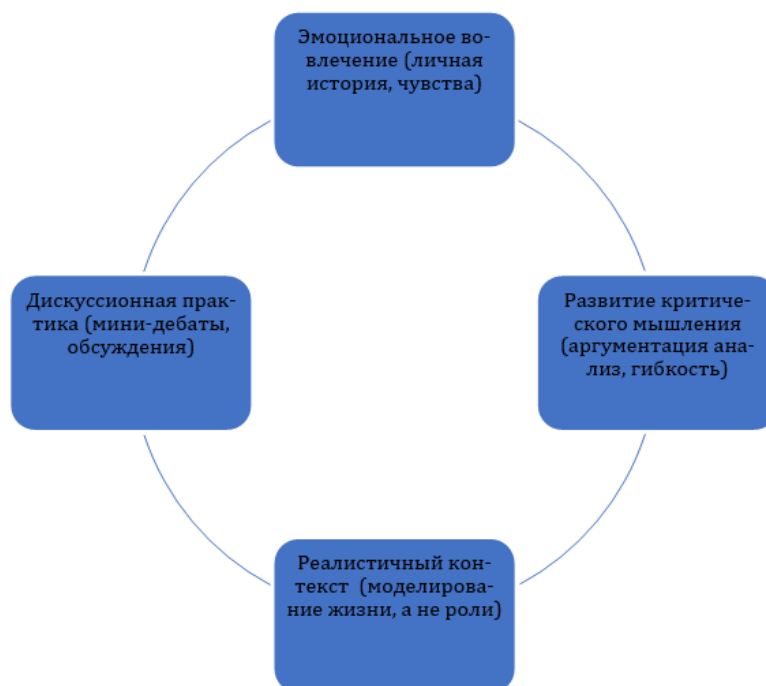 Эмоциональное во-
влечение (личная
история, чувства)
Дискуссионная прак-
тика (мини-дебаты,
обсуждения)
Развитие критиче-
ского мышления
(аргументация ана-
лиз, гибкость)
Реалистичный кон-
текст (моделирова-
ние жизни, а не роли)